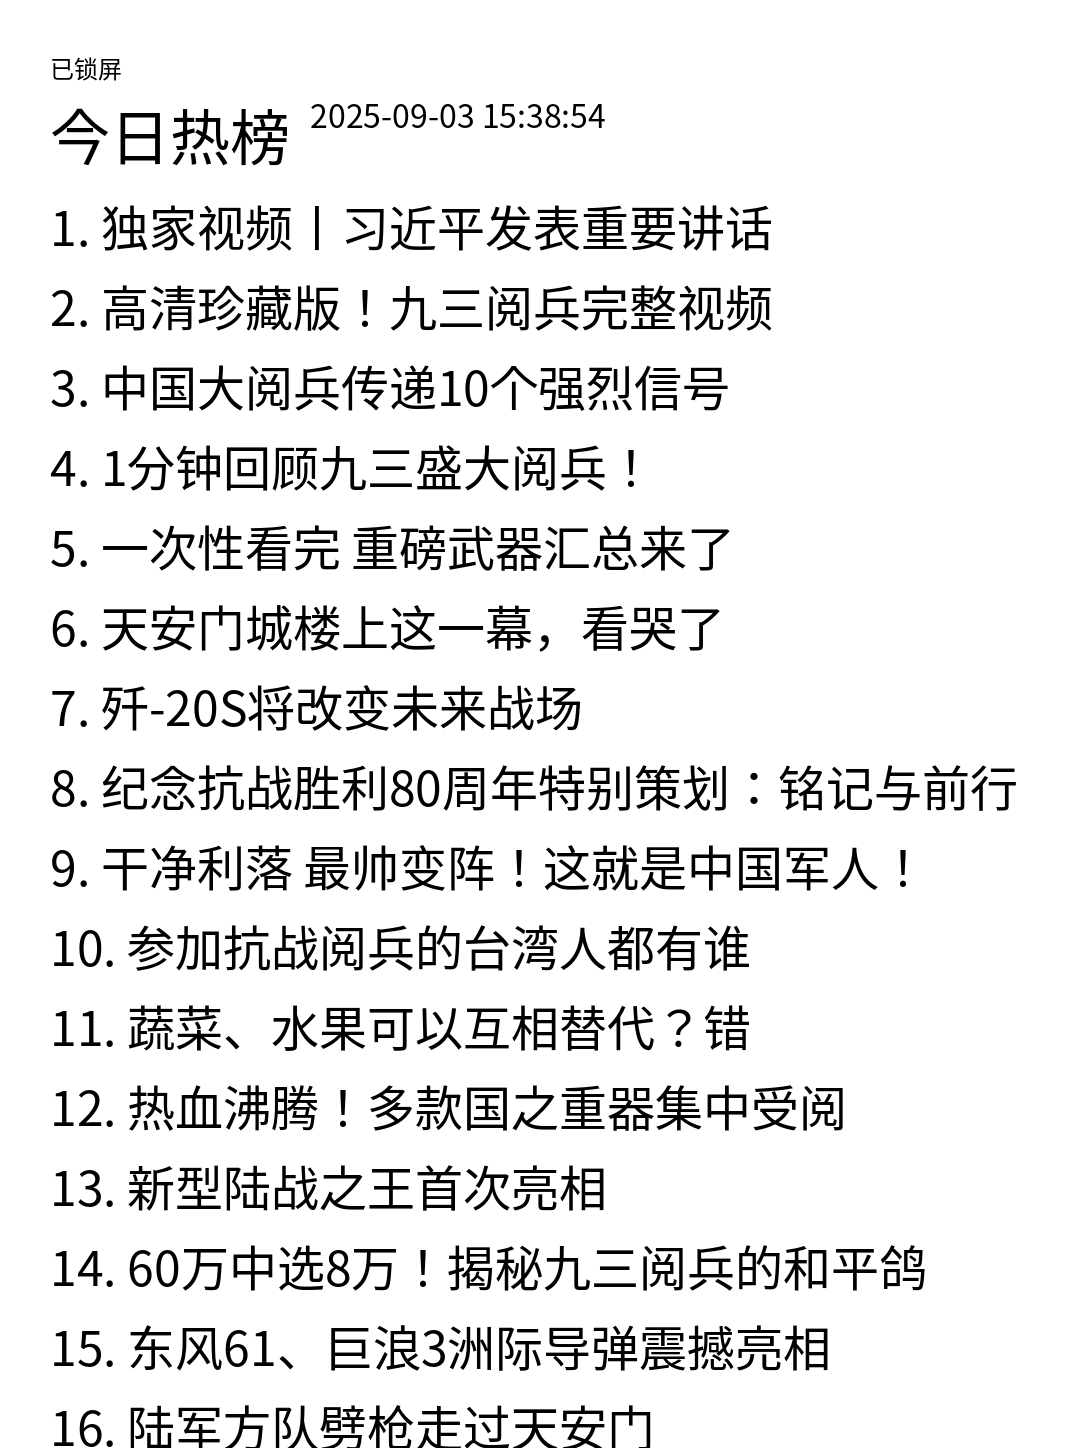 已锁屏
今日热榜 2025-09-03 15:38:54
1. 独家视频丨习近平发表重要讲话
2. 高清珍藏版！九三阅兵完整视频
3. 中国大阅兵传递10个强烈信号
4. 1分钟回顾九三盛大阅兵！
5. 一次性看完 重磅武器汇总来了
6. 天安门城楼上这一幕，看哭了
7. 歼-20S将改变未来战场
8. 纪念抗战胜利80周年特别策划：铭记与前行
9. 干净利落 最帅变阵！这就是中国军人！
10. 参加抗战阅兵的台湾人都有谁
11. 蔬菜、水果可以互相替代？错
12. 热血沸腾！多款国之重器集中受阅
13. 新型陆战之王首次亮相
14. 60万中选8万！揭秘九三阅兵的和平鸽
15. 东风61、巨浪3洲际导弹震撼亮相
16. 陆军方队劈枪走过天安门